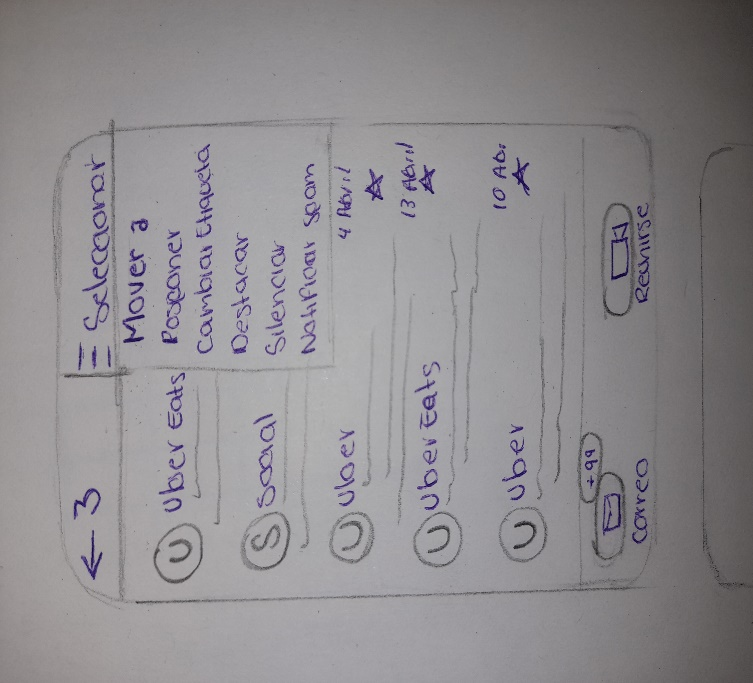 ← 3 ☰ Seleccionar
Mover a
Posponer
Cambiar Etiqueta
Destacar
Silenciar
Notificar Spam
U Uber Eats
S Social
U Uber 4 Abril
U Uber Eats 13 Abril
U Uber 10 Ab.
+99
Correo Reunirse